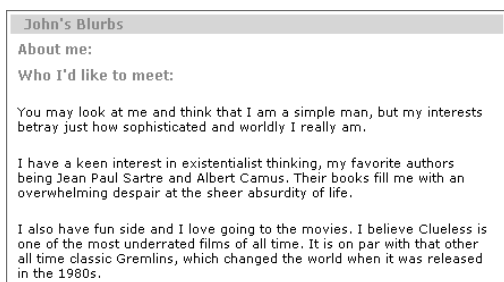 John's Blurbs
About me:
Who I'd like to meet:
You may look at me and think that I am a simple man, but my interests
betray just how sophisticated and worldly I really am.
I have a keen interest in existentialist thinking, my favorite authors
being Jean Paul Sartre and Albert Camus. Their books fill me with an
overwhelming despair at the sheer absurdity of life.
I also have fun side and I love going to the movies. I believe Clueless is
one of the most underrated films of all time. It is on par with that other
all time classic Gremlins, which changed the world when it was released
in the 1980s.